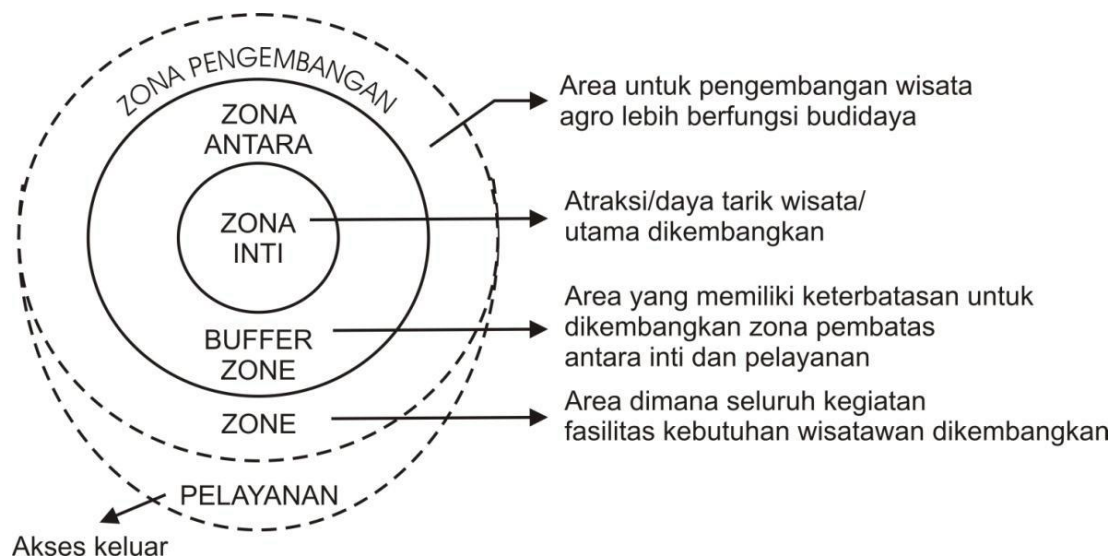 ZONA PENGEMBANGAN
ZONA
ANTARA
ZONA
INTI
BUFFER
ZONE
ZONE
PELAYANAN
Akses keluar
Area untuk pengembangan wisata
agro lebih berfungsi budidaya
Atraksi/daya tarik wisata/
utama dikembangkan
Area yang memiliki keterbatasan untuk
dikembangkan zona pembatas
antara inti dan pelayanan
Area dimana seluruh kegiatan
fasilitas kebutuhan wisatawan dikembangkan